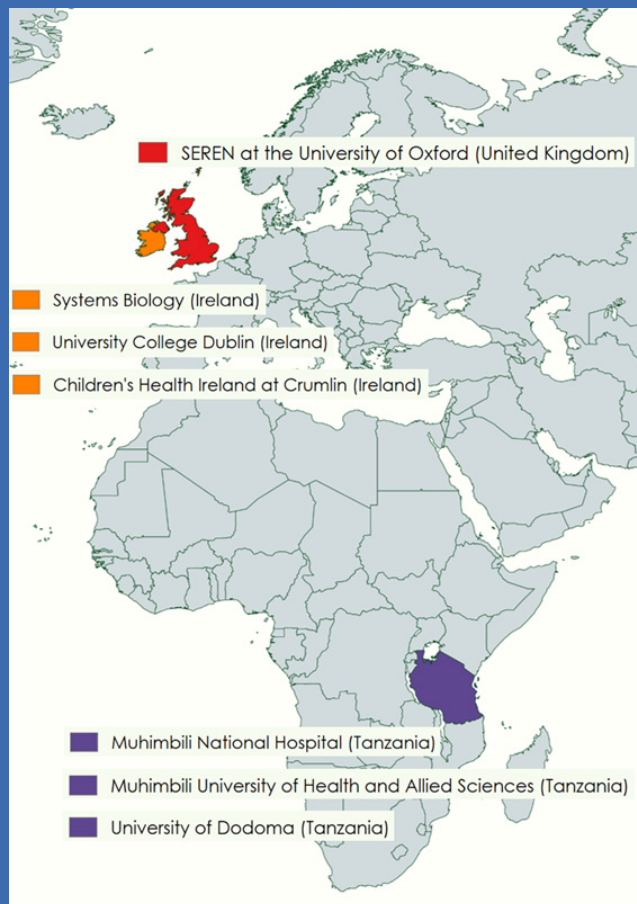 SEREN at the University of Oxford (United Kingdom)
Systems Biology (Ireland)
University College Dublin (Ireland)
Children's Health Ireland at Crumlin (Ireland)
Muhimbili National Hospital (Tanzania)
Muhimbili University of Health and Allied Sciences (Tanzania)
University of Dodoma (Tanzania)